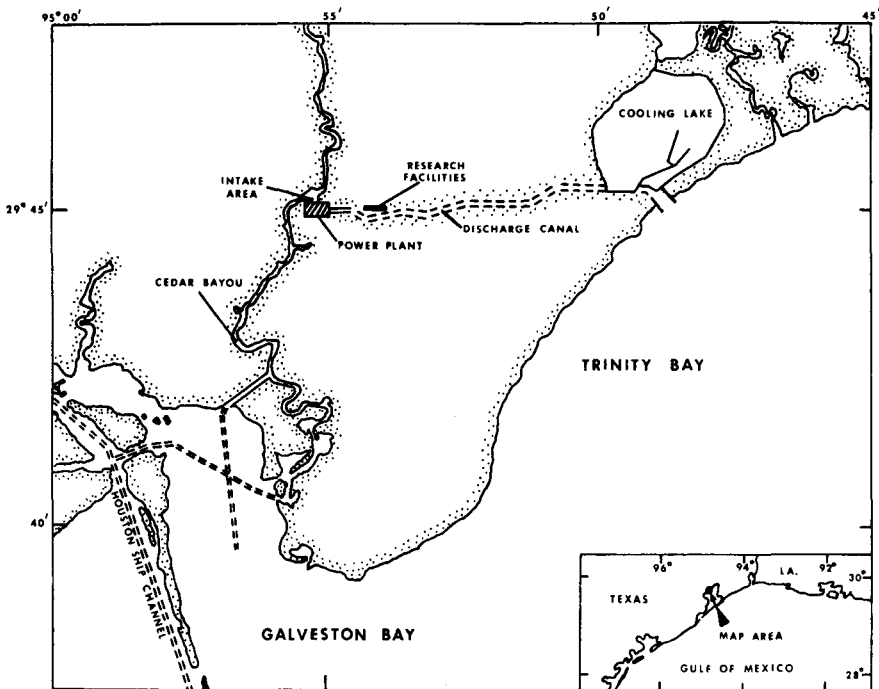 95° 00′
55′
50′
45′
COOLING LAKE
INTAKE
AREA
RESEARCH
FACILITIES
29° 45′
POWER PLANT
DISCHARGE CANAL
CEDAR BAYOU
TRINITY BAY
40′
HOUSTON SHIP CHANNEL
GALVESTON BAY
96°
94°
92°
30°
L.A.
TEXAS
MAP AREA
GULF OF MEXICO
28°